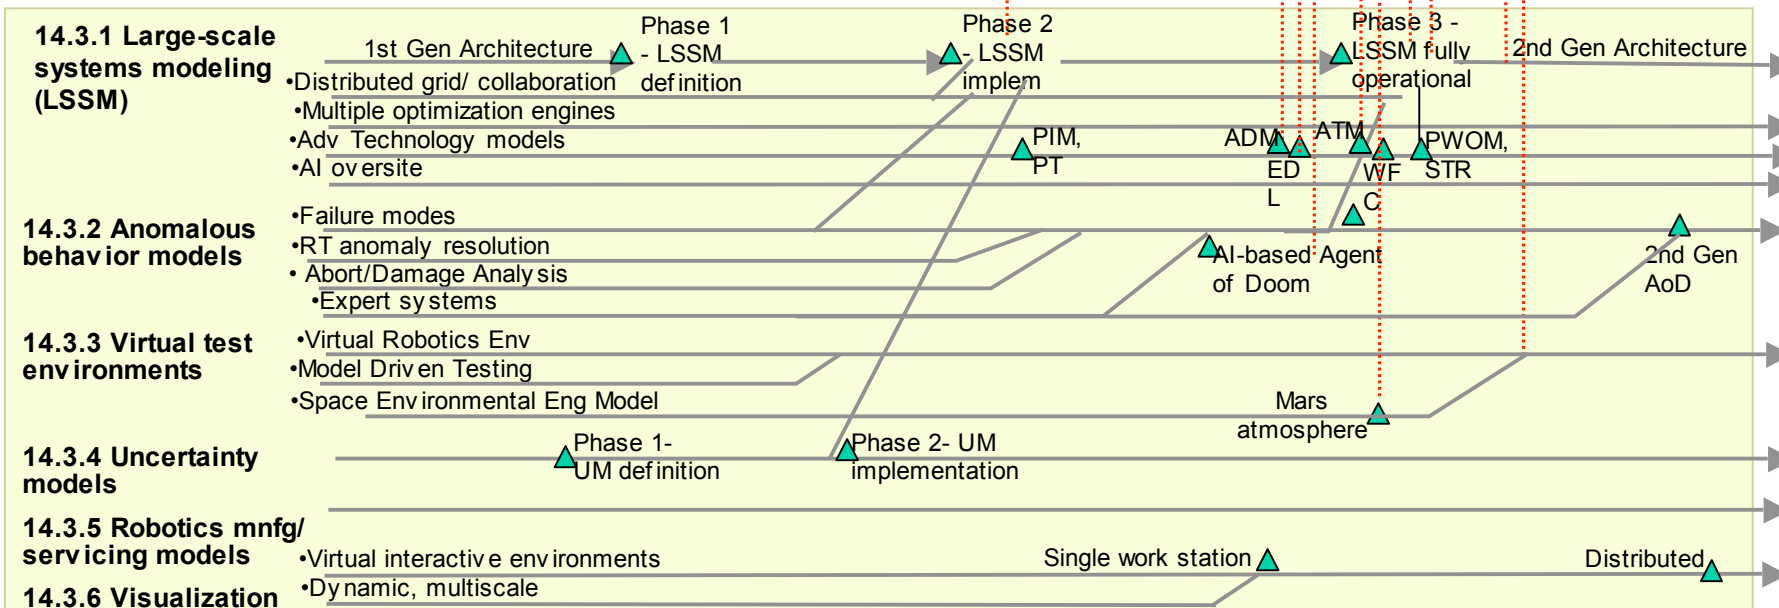 14.3.1 Large-scale
systems modeling
(LSSM)
1st Gen Architecture
Phase 1
- LSSM
definition
Phase 2
- LSSM
implem
Phase 3 -
LSSM fully
operational
2nd Gen Architecture
•Distributed grid/ collaboration
•Multiple optimization engines
•Adv Technology models
•AI oversite
PIM,
PT
ADM
ED
L
ATM
WF
C
PWOM,
STR
14.3.2 Anomalous
behavior models
•Failure modes
•RT anomaly resolution
• Abort/Damage Analysis
•Expert systems
AI-based Agent
of Doom
2nd Gen
AoD
14.3.3 Virtual test
environments
•Virtual Robotics Env
•Model Driven Testing
•Space Environmental Eng Model
Mars
atmosphere
14.3.4 Uncertainty
models
Phase 1-
UM definition
Phase 2- UM
implementation
14.3.5 Robotics mnfg/
servicing models
•Virtual interactive environments
•Dynamic, multiscale
Single work station
Distributed
14.3.6 Visualization